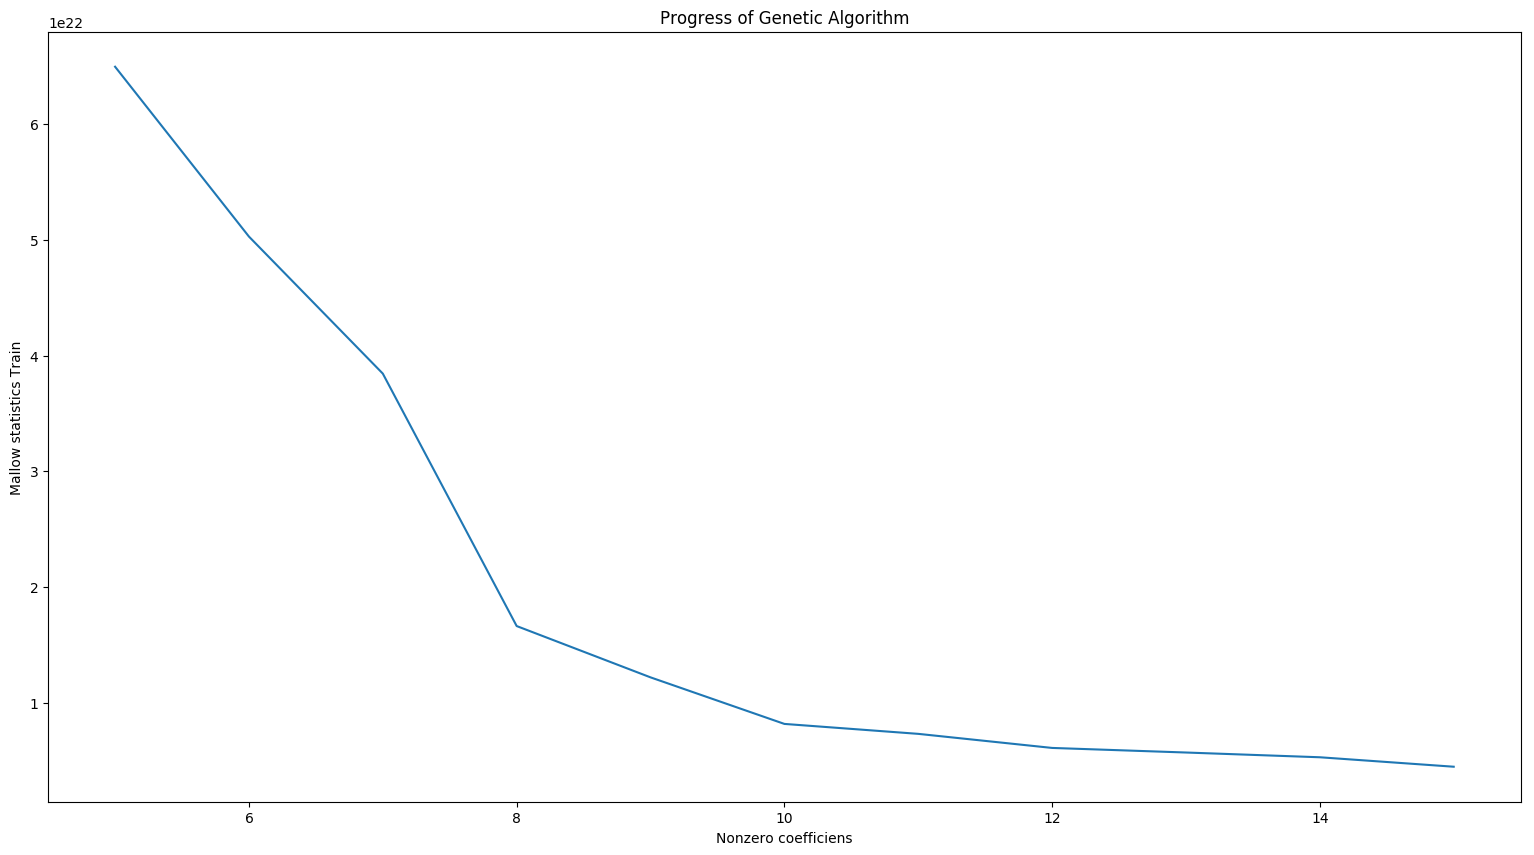 Progress of Genetic Algorithm
1e22
6
5
4
3
2
1
Mallow statistics Train
6 8 10 12 14
Nonzero coefficiens